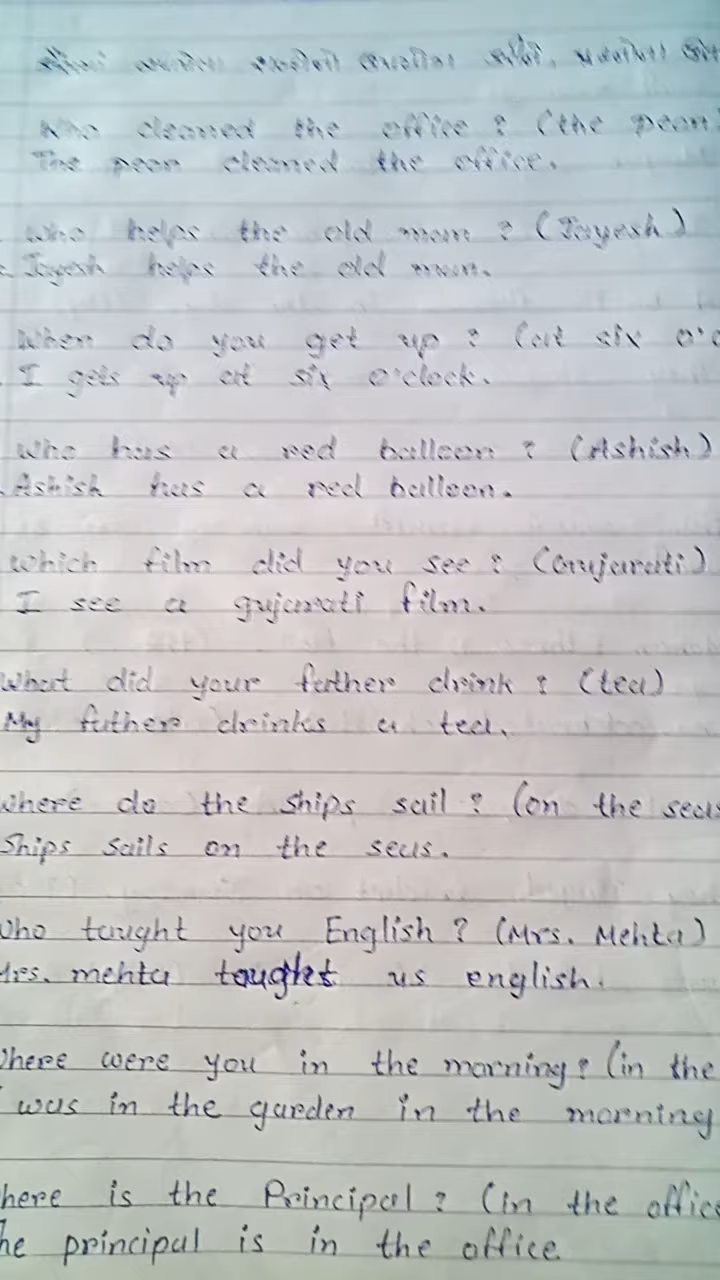 Who cleaned the office ? (the peon
The peon cleaned the office.
Who helps the old man ? (Jayesh)
Jayesh helps the old man.
When do you get up ? (at six o'c
I gets up at six o'clock.
Who has a red balloon ? (Ashish)
Ashish has a red balloon.
Which film did you see ? (Gujarati)
I see a gujarati film.
What did your father drink ? (tea)
My father drinks a tea.
Where do the ships sail ? (on the seas
Ships sails on the seas.
Who taught you English ? (Mrs. Mehta)
Mrs. mehta taught us english.
Where were you in the morning ? (in the
was in the garden in the morning
here is the Principal ? (in the office
he principal is in the office.